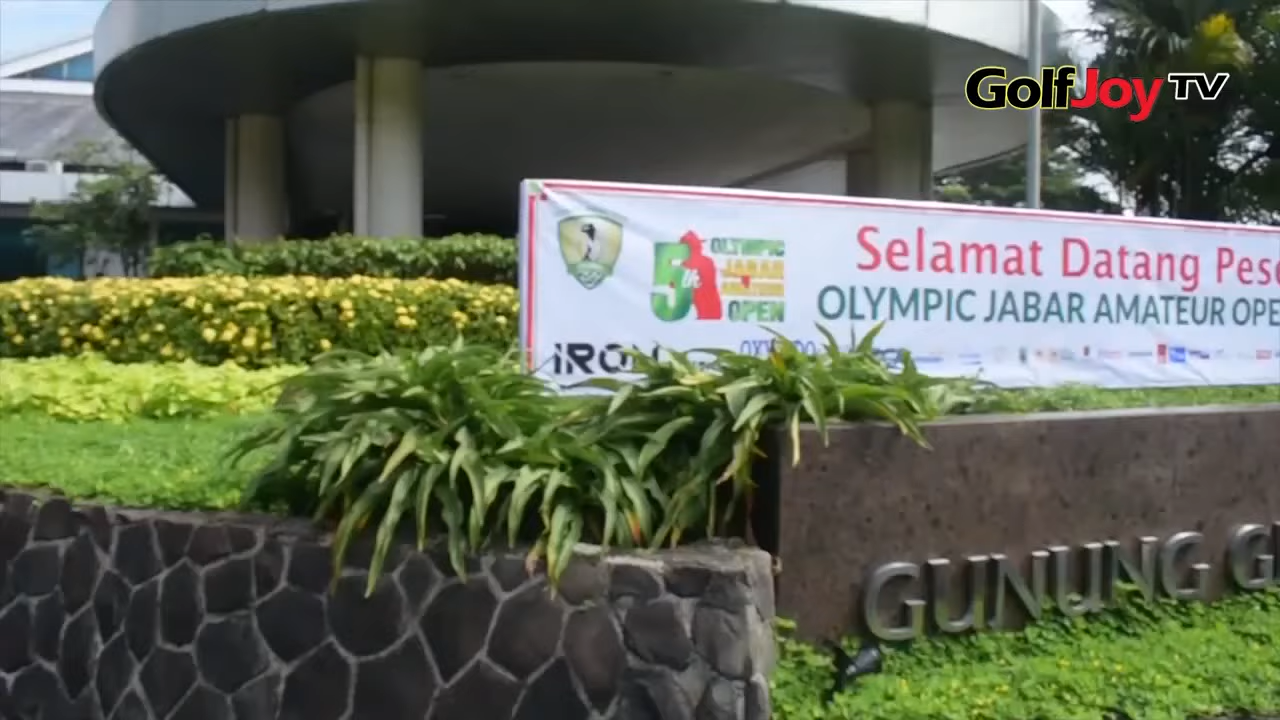 GolfJoy TV
5th
OLYMPIC
JABAR
OPEN
Selamat Datang Pese
OLYMPIC JABAR AMATEUR OPE
IRON
GUNUNG G